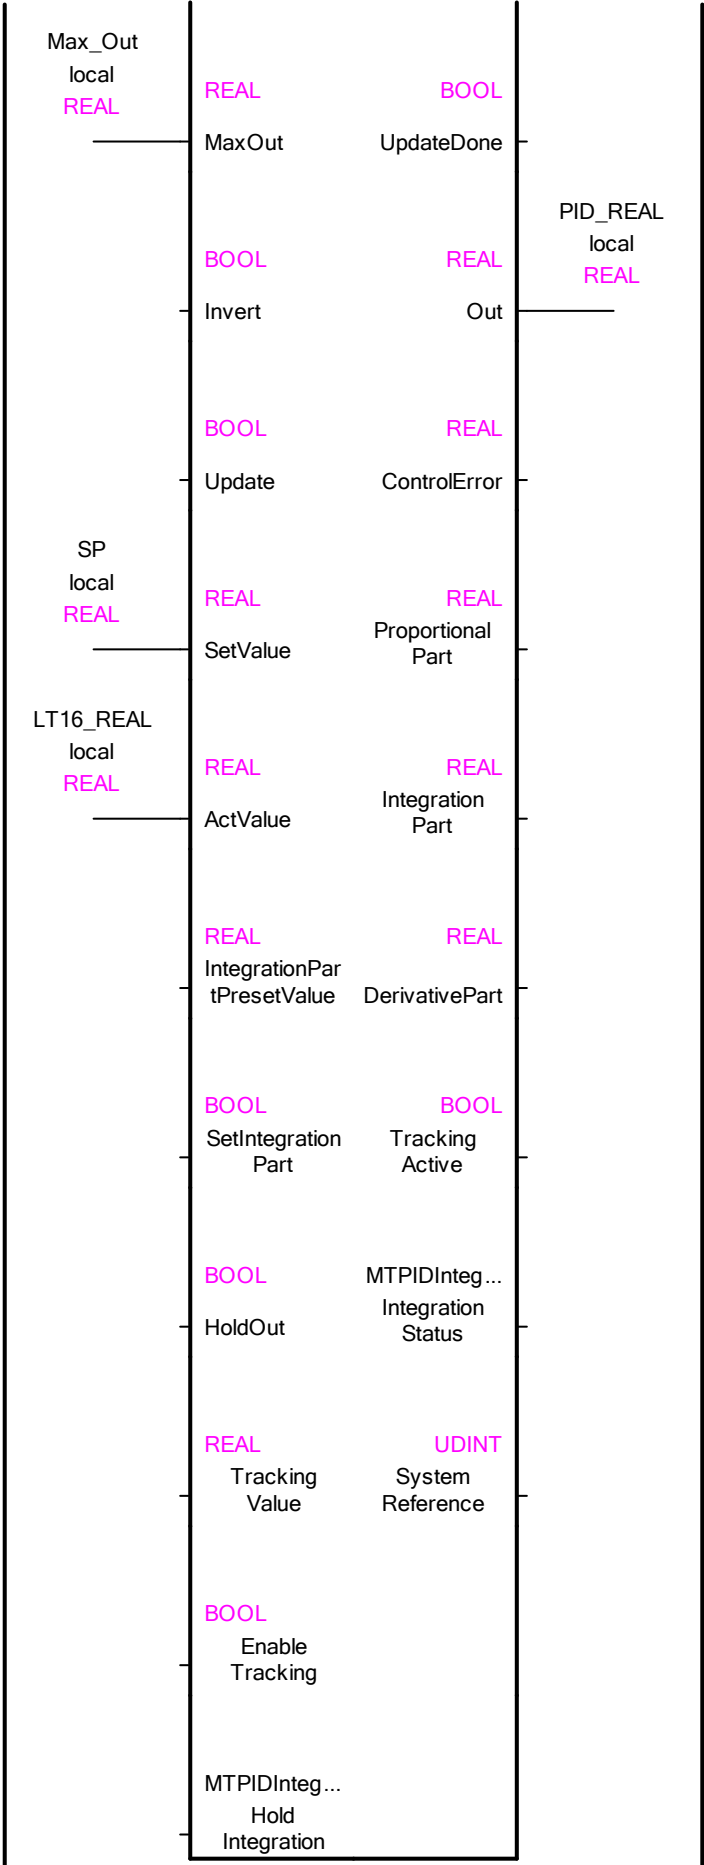 Max_Out
local
REAL
REAL BOOL
MaxOut UpdateDone
PID_REAL
local
REAL
BOOL REAL
Invert Out
BOOL REAL
Update ControlError
SP
local
REAL
REAL REAL
SetValue Proportional
Part
LT16_REAL
local
REAL
REAL REAL
ActValue Integration
Part
REAL REAL
IntegrationPar
tPresetValue DerivativePart
BOOL BOOL
SetIntegration Tracking
Part Active
BOOL MTPIDInteg...
HoldOut Integration
Status
REAL UDINT
Tracking System
Value Reference
BOOL
Enable
Tracking
MTPIDInteg...
Hold
Integration